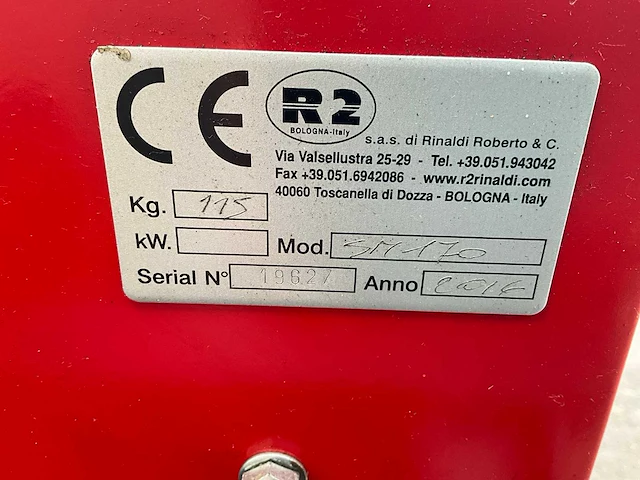 CE R2
BOLOGNA-Italy
s.a.s. di Rinaldi Roberto & C.
Via Valsellustra 25-29 - Tel. +39.051.943042
Fax +39.051.6942086 - www.r2rinaldi.com
40060 Toscanella di Dozza - BOLOGNA - Italy
Kg. 115
kW. Mod. SM170
Serial N° 19627 Anno 2016